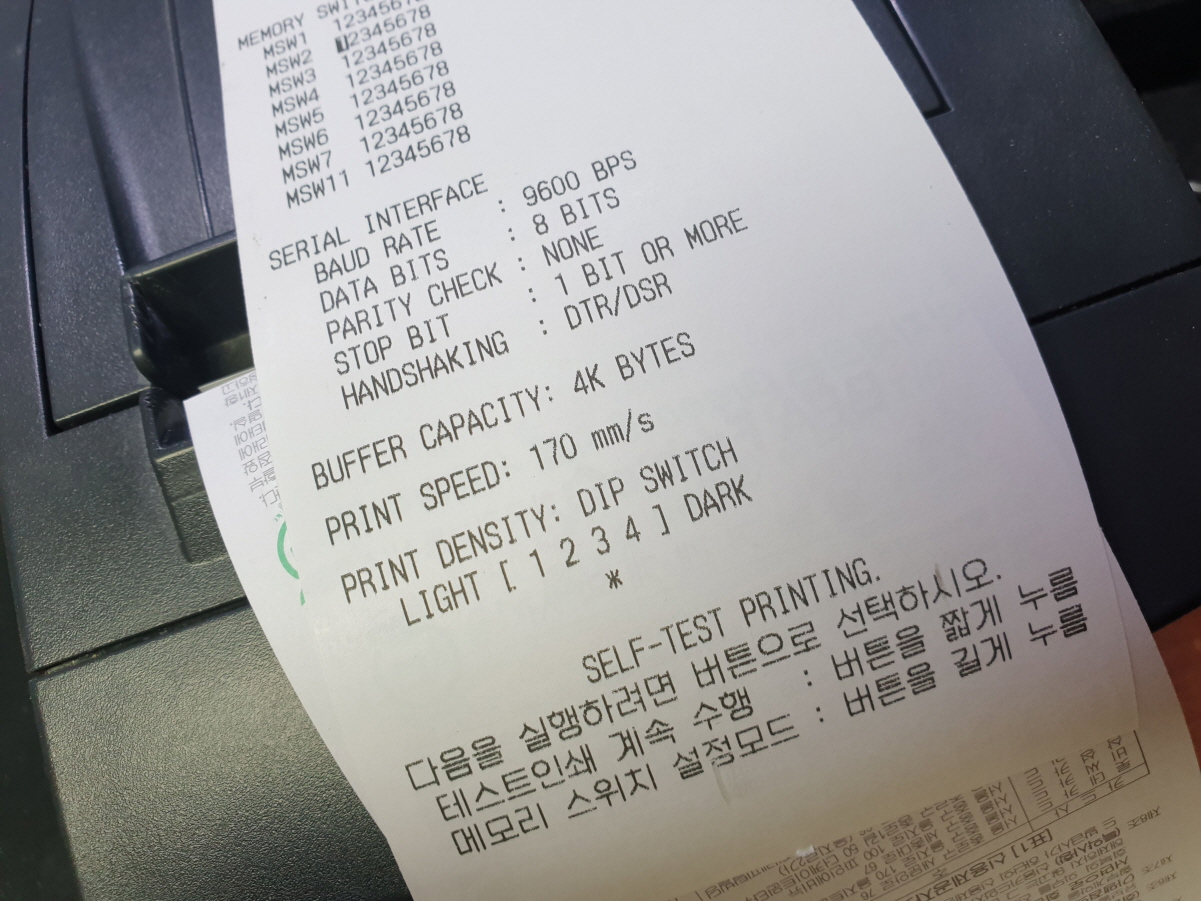 MEMORY SWITCH
MSW1 12345678
MSW2 12345678
MSW3 12345678
MSW4 12345678
MSW5 12345678
MSW6 12345678
MSW7 12345678
MSW11 12345678
SERIAL INTERFACE
BAUD RATE : 9600 BPS
DATA BITS : 8 BITS
PARITY CHECK : NONE
STOP BIT : 1 BIT OR MORE
HANDSHAKING : DTR/DSR
BUFFER CAPACITY: 4K BYTES
PRINT SPEED: 170 mm/s
PRINT DENSITY: DIP SWITCH
LIGHT [ 1 2 3 4 ] DARK
*
SELF-TEST PRINTING.
다음을 실행하려면 버튼으로 선택하시오.
테스트인쇄 계속 수행 : 버튼을 짧게 누름
메모리 스위치 설정모드 : 버튼을 길게 누름